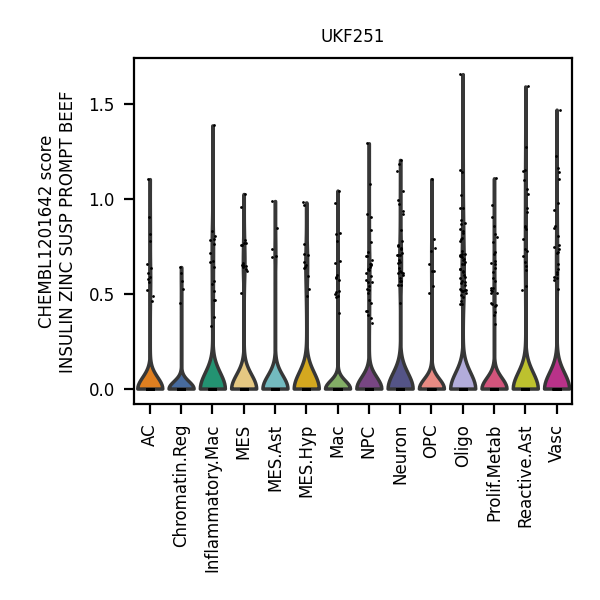 UKF251
CHEMBL1201642 score
INSULIN ZINC SUSP PROMPT BEEF
1.5
1.0
0.5
0.0
AC
Chromatin.Reg
Inflammatory.Mac
MES
MES.Ast
MES.Hyp
Mac
NPC
Neuron
OPC
Oligo
Prolif.Metab
Reactive.Ast
Vasc